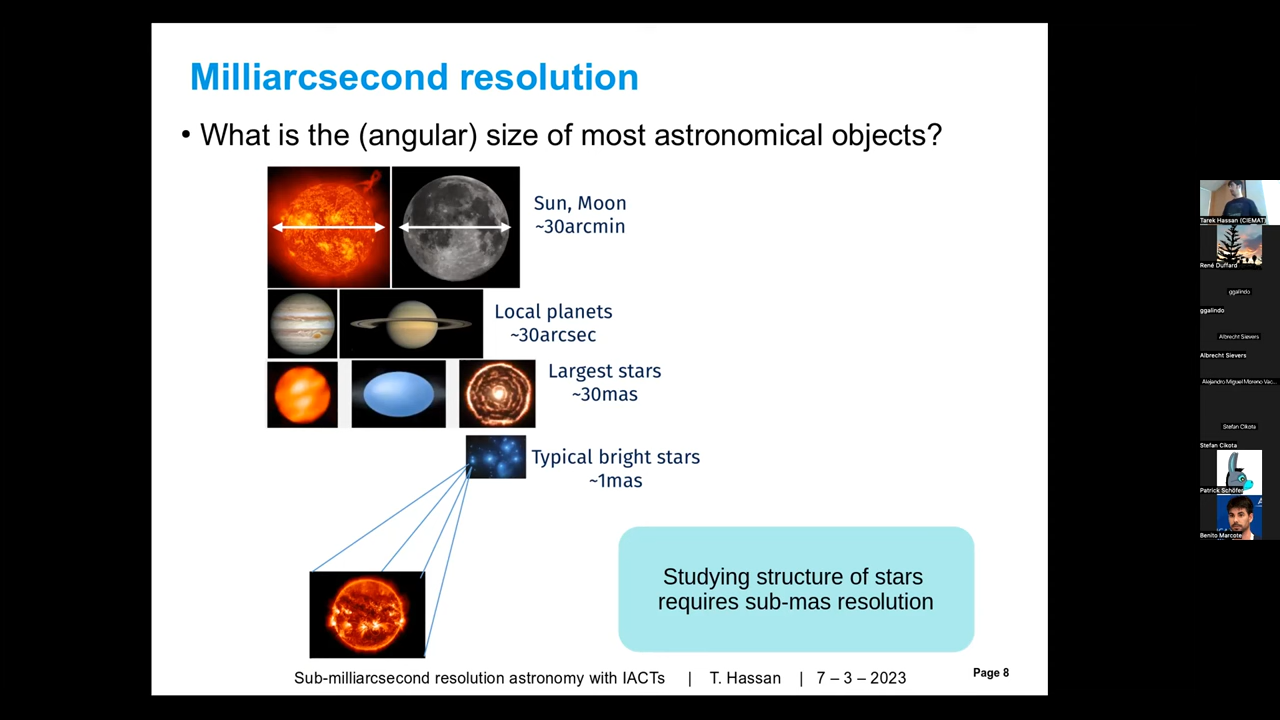 Milliarcsecond resolution
• What is the (angular) size of most astronomical objects?
Sun, Moon
~30arcmin
Local planets
~30arcsec
Largest stars
~30mas
Typical bright stars
~1mas
Studying structure of stars
requires sub-mas resolution
Sub-milliarcsecond resolution astronomy with IACTs | T. Hassan | 7 – 3 – 2023
Page 8
Tarek Hassan (CIEMAT)
René Duffard
ggalindo
ggalindo
Albrecht Sievers
Albrecht Sievers
Alejandro Miguel Moreno Vac...
Stefan Cikota
Stefan Cikota
Patrick Schöfer
Benito Marcote